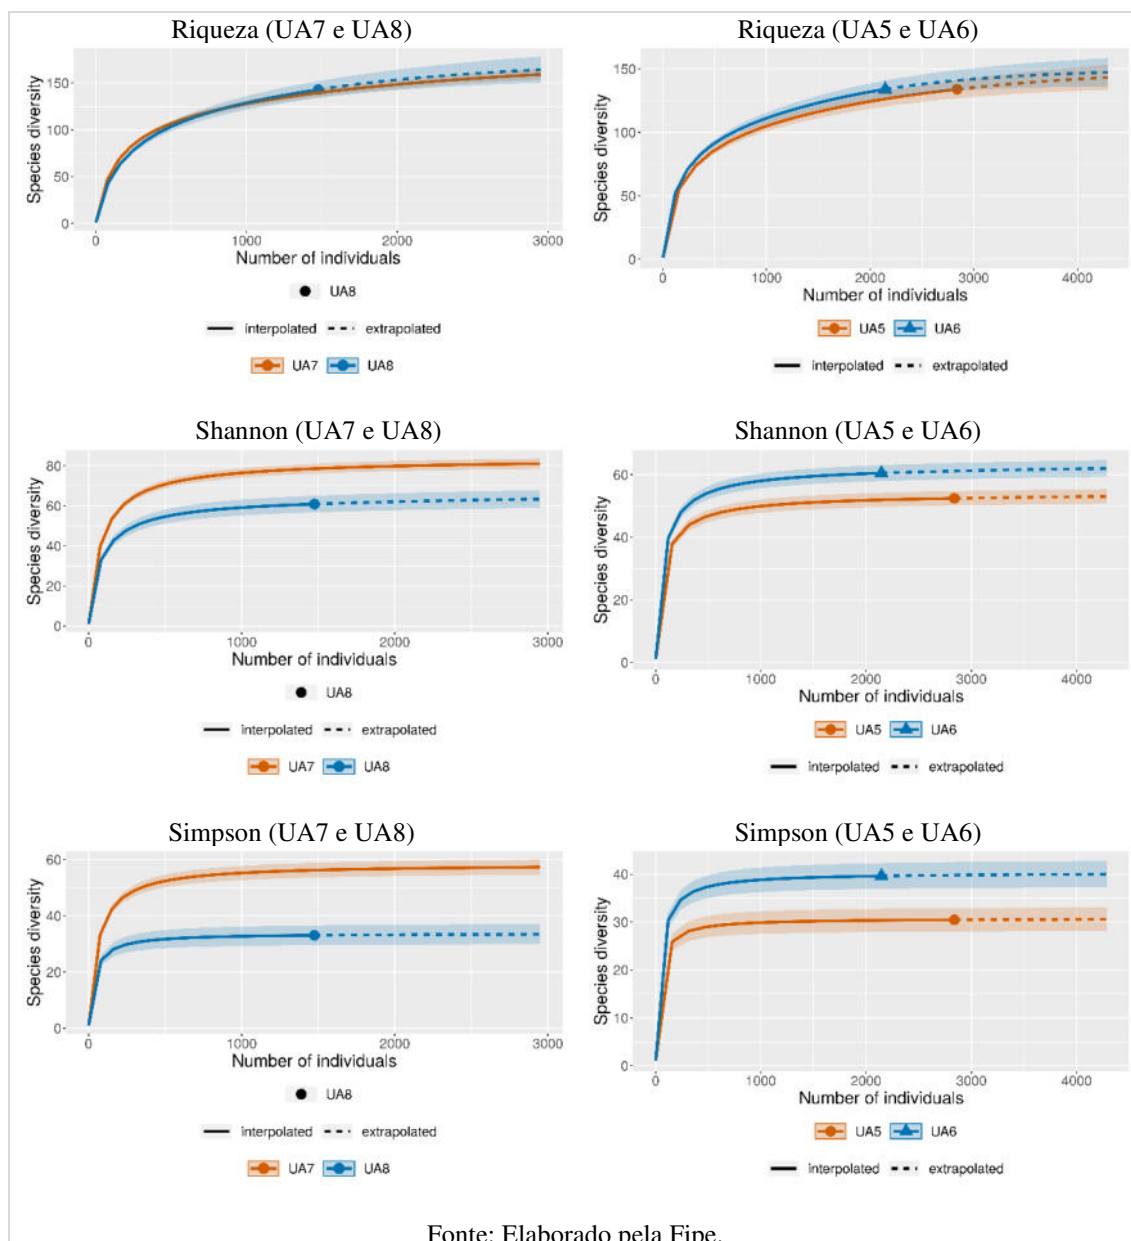 Riqueza (UA7 e UA8)
Species diversity
150
100
50
0
0 1000 2000 3000
Number of individuals
UA8
interpolated extrapolated
UA7 UA8
Riqueza (UA5 e UA6)
Species diversity
150
100
50
0
0 1000 2000 3000 4000
Number of individuals
UA5 UA6
interpolated extrapolated
Shannon (UA7 e UA8)
Species diversity
80
60
40
20
0
0 1000 2000 3000
Number of individuals
UA8
interpolated extrapolated
UA7 UA8
Shannon (UA5 e UA6)
Species diversity
60
40
20
0
0 1000 2000 3000 4000
Number of individuals
UA5 UA6
interpolated extrapolated
Simpson (UA7 e UA8)
Species diversity
60
40
20
0
0 1000 2000 3000
Number of individuals
UA8
interpolated extrapolated
UA7 UA8
Simpson (UA5 e UA6)
Species diversity
40
30
20
10
0
0 1000 2000 3000 4000
Number of individuals
UA5 UA6
interpolated extrapolated
Fonte: Elaborado pela Fipe.